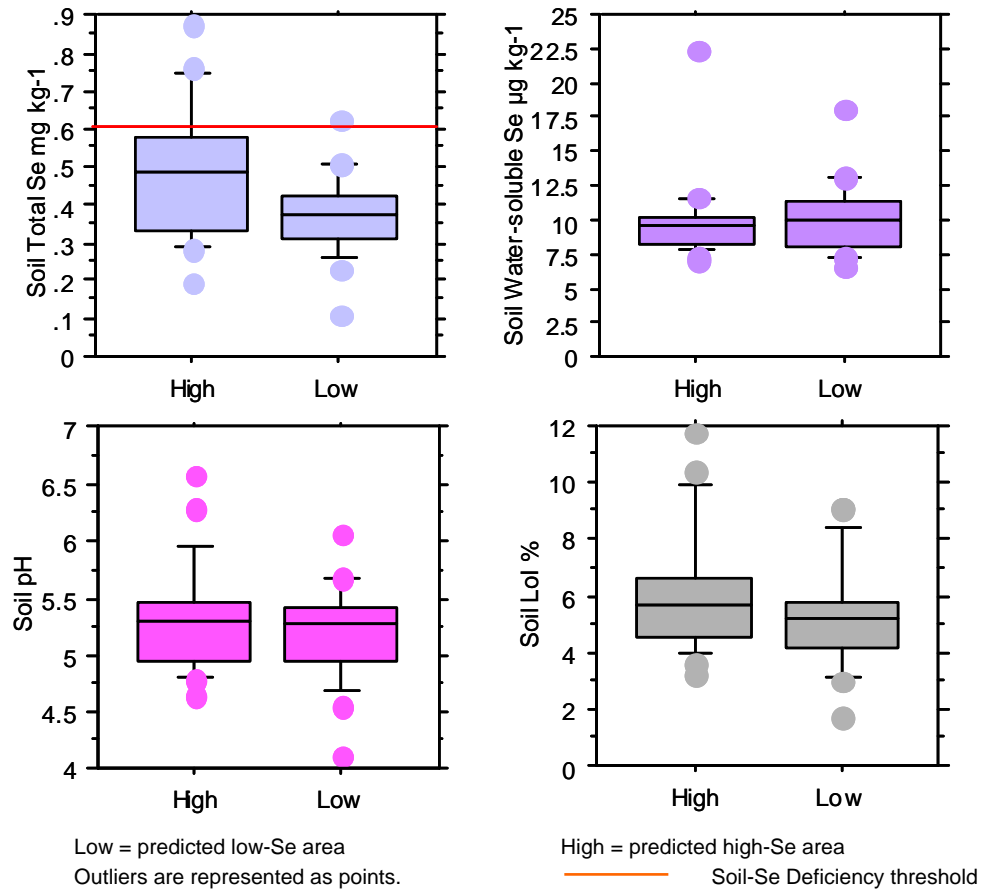 Soil Total Se mg kg-1
.9
.8
.7
.6
.5
.4
.3
.2
.1
0
High Low
Soil Water-soluble Se µg kg-1
25
22.5
20
17.5
15
12.5
10
7.5
5
2.5
0
High Low
Soil pH
7
6.5
6
5.5
5
4.5
4
High Low
Soil LoI %
12
10
8
6
4
2
0
High Low
Low = predicted low-Se area
High = predicted high-Se area
Outliers are represented as points.
Soil-Se Deficiency threshold